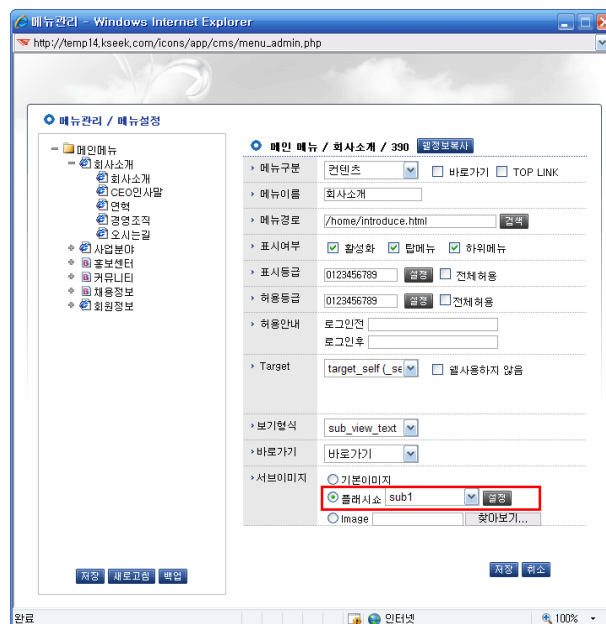 메뉴관리 - Windows Internet Explorer
http://temp14.kseek.com/icons/app/cms/menu_admin.php
메뉴관리 / 메뉴설정
메인메뉴
회사소개
회사소개
CEO인사말
연혁
경영조직
오시는길
사업분야
홍보센터
커뮤니티
채용정보
회원정보
저장 새로고침 백업
메인 메뉴 / 회사소개 / 390 쉘정보복사
메뉴구분 컨텐츠 바로가기 TOP LINK
메뉴이름 회사소개
메뉴경로 /home/introduce.html 검색
표시여부 활성화 탑메뉴 하위메뉴
표시등급 0123456789 설정 전체허용
허용등급 0123456789 설정 전체허용
허용안내 로그인전
로그인후
Target target_self (_se 쉘사용하지 않음
보기형식 sub_view_text
바로가기 바로가기
서브이미지 기본이미지
플래시쇼 sub1 설정
Image 찾아보기...
저장 취소
완료 인터넷 100%